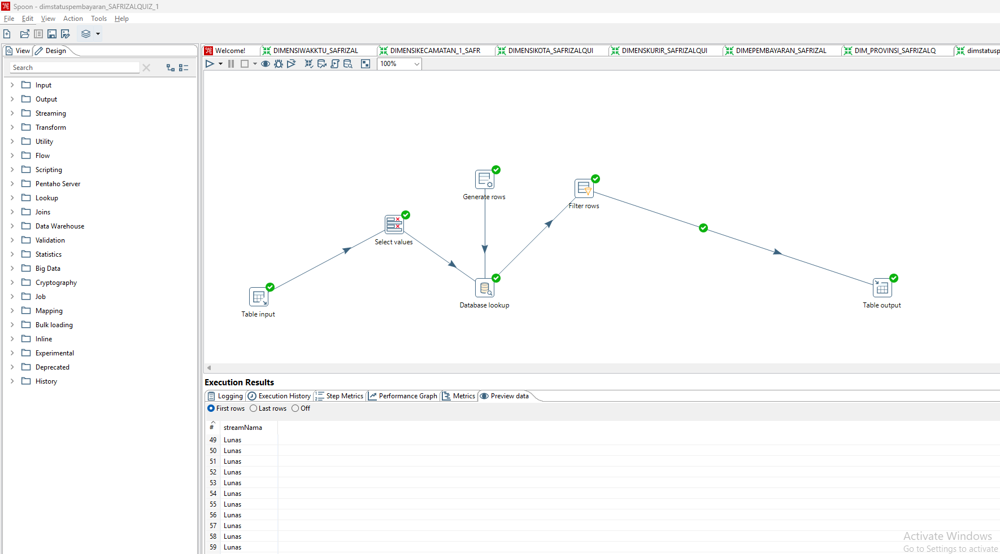 Spoon - dimstatuspembayaran_SAFRIZALQUIZ_1
File Edit View Action Tools Help
View Design
Welcome! DIMENSIWAKKTU_SAFRIZAL DIMENSIKECAMATAN_1_SAFR DIMENSIKOTA_SAFRIZALQUI DIMENSKURIR_SAFRIZALQUI DIMEPEMBAYARAN_SAFRIZAL DIM_PROVINSI_SAFRIZALQ dimstatusp
Search
100%
Input
Output
Streaming
Transform
Utility
Flow
Scripting
Pentaho Server
Lookup
Joins
Data Warehouse
Validation
Statistics
Big Data
Cryptography
Job
Mapping
Bulk loading
Inline
Experimental
Deprecated
History
Generate rows
Filter rows
Select values
Database lookup
Table output
Table input
Execution Results
Logging Execution History Step Metrics Performance Graph Metrics Preview data
First rows Last rows Off
# streamNama
49 Lunas
50 Lunas
51 Lunas
52 Lunas
53 Lunas
54 Lunas
55 Lunas
56 Lunas
57 Lunas
58 Lunas
59 Lunas
Activate Windows
Go to Settings to activate